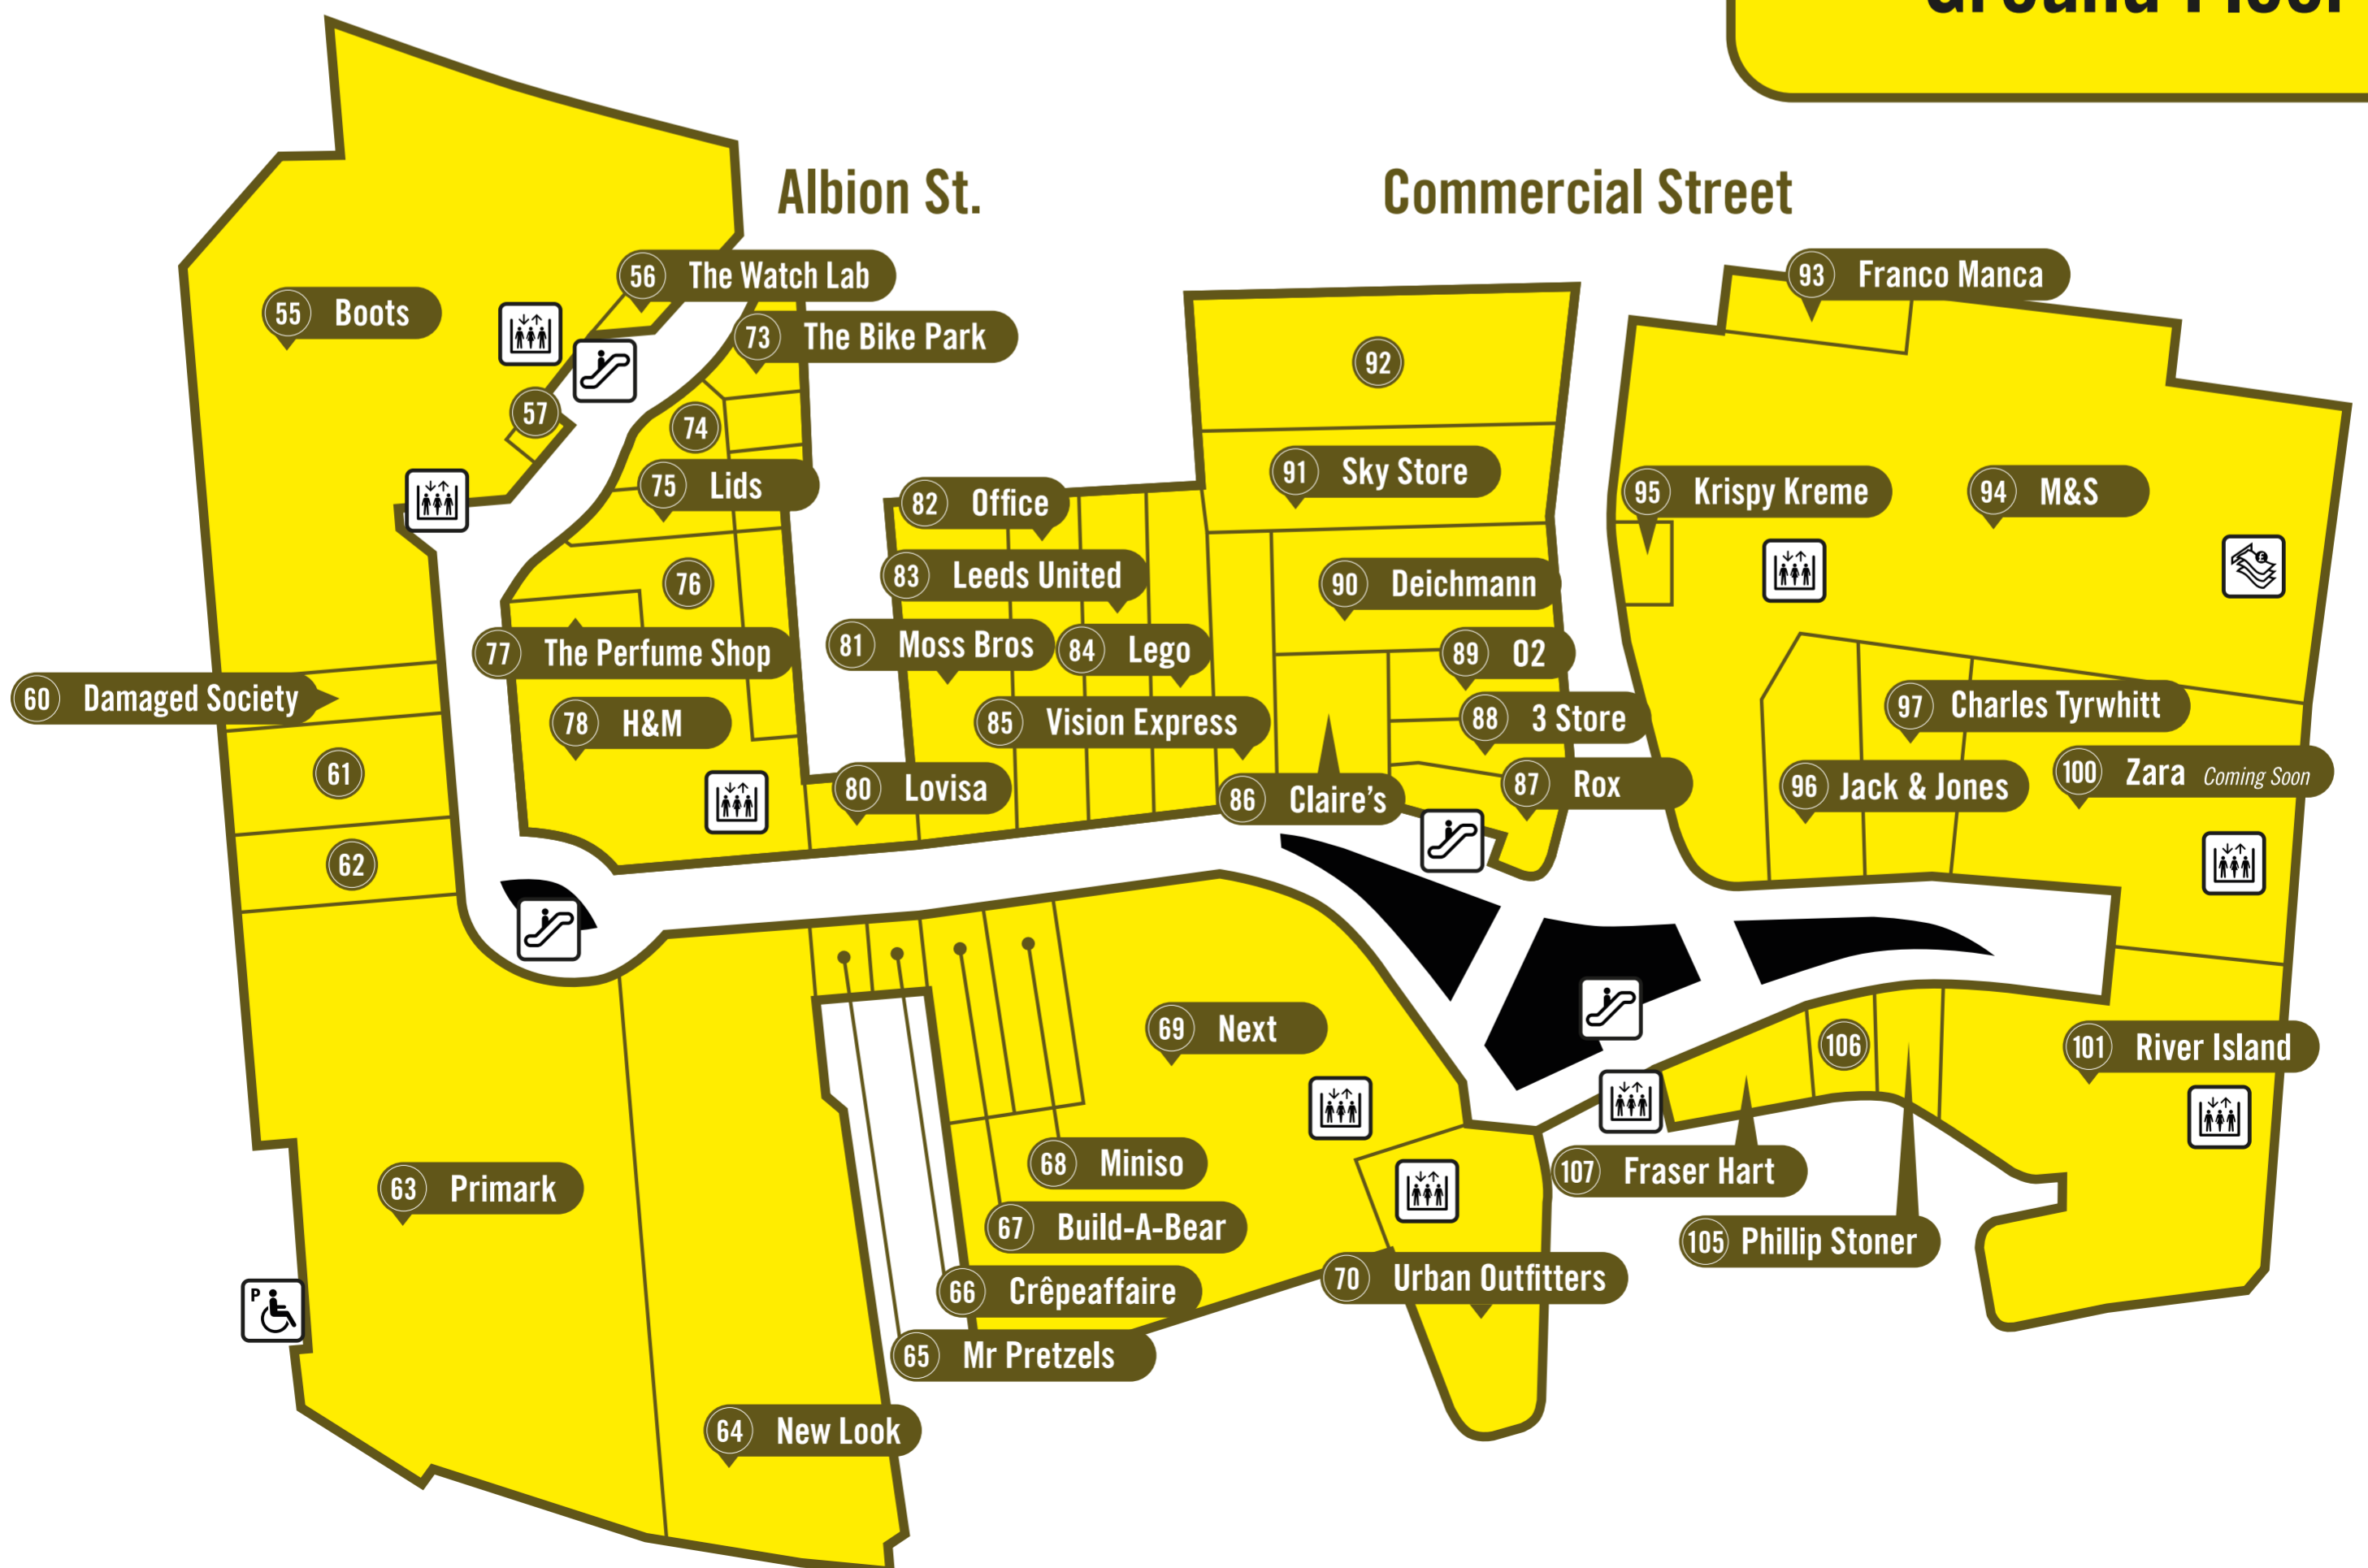 Ground Floor
Albion St.
Commercial Street
56 The Watch Lab
93 Franco Manca
55 Boots
73 The Bike Park
92
57
74
91 Sky Store
75 Lids
95 Krispy Kreme
94 M&S
82 Office
£
83 Leeds United
76
90 Deichmann
81 Moss Bros
84 Lego
77 The Perfume Shop
89 O2
60 Damaged Society
97 Charles Tyrwhitt
78 H&M
85 Vision Express
88 3 Store
61
100 Zara Coming Soon
80 Lovisa
86 Claire's
87 Rox
96 Jack & Jones
62
69 Next
106
101 River Island
68 Miniso
107 Fraser Hart
63 Primark
67 Build-A-Bear
105 Phillip Stoner
66 Crêpeaffaire
70 Urban Outfitters
P
65 Mr Pretzels
64 New Look